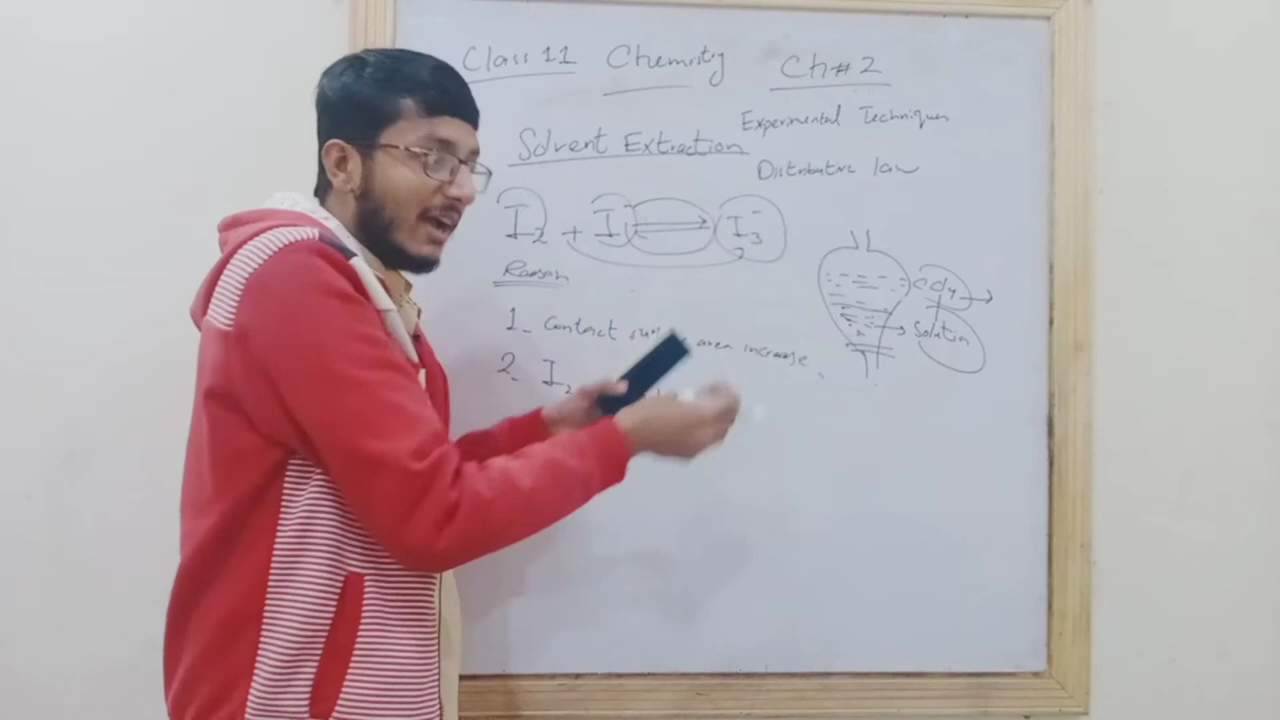 Class 11 Chemistry Ch#2
Experimental Techniques
Solvent Extraction
Distributive law
I₂ + I⁻ ⇌ I₃⁻
Reason
CCl₄ →
→ Solution
1. Contact area increase
2. I₂